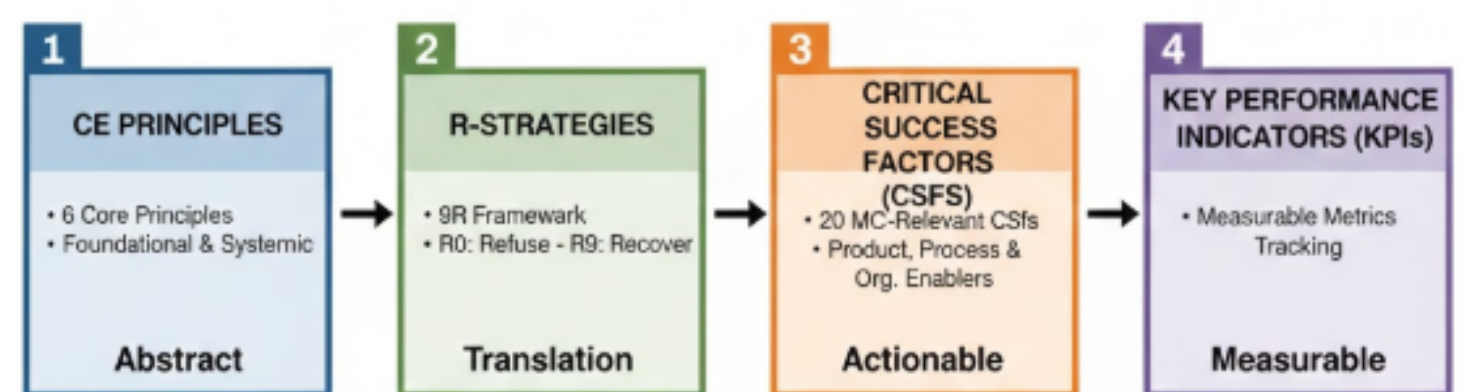 1
CE PRINCIPLES
• 6 Core Principles
• Foundational & Systemic
Abstract
2
R-STRATEGIES
• 9R Framewark
• R0: Refuse - R9: Recover
Translation
3
CRITICAL
SUCCESS
FACTORS
(CSFS)
• 20 MC-Relevant CSfs
• Product, Process &
Org. Enablers
Actionable
4
KEY PERFORMANCE
INDICATORS (KPIs)
• Measurable Metrics
Tracking
Measurable